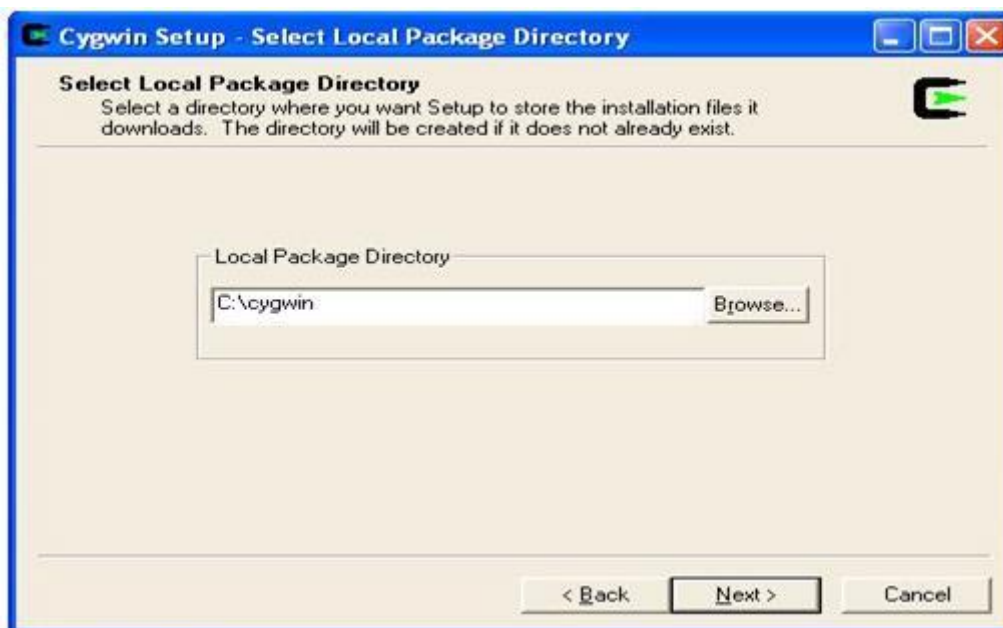 Cygwin Setup - Select Local Package Directory
Select Local Package Directory
Select a directory where you want Setup to store the installation files it
downloads. The directory will be created if it does not already exist.
Local Package Directory
C:\cygwin
Browse...
< Back
Next >
Cancel